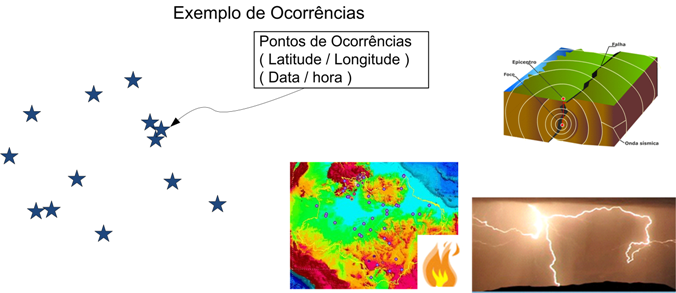 Exemplo de Ocorrências
Pontos de Ocorrências
( Latitude / Longitude )
( Data / hora )
Falha
Epicentro
Foco
Onda sísmica